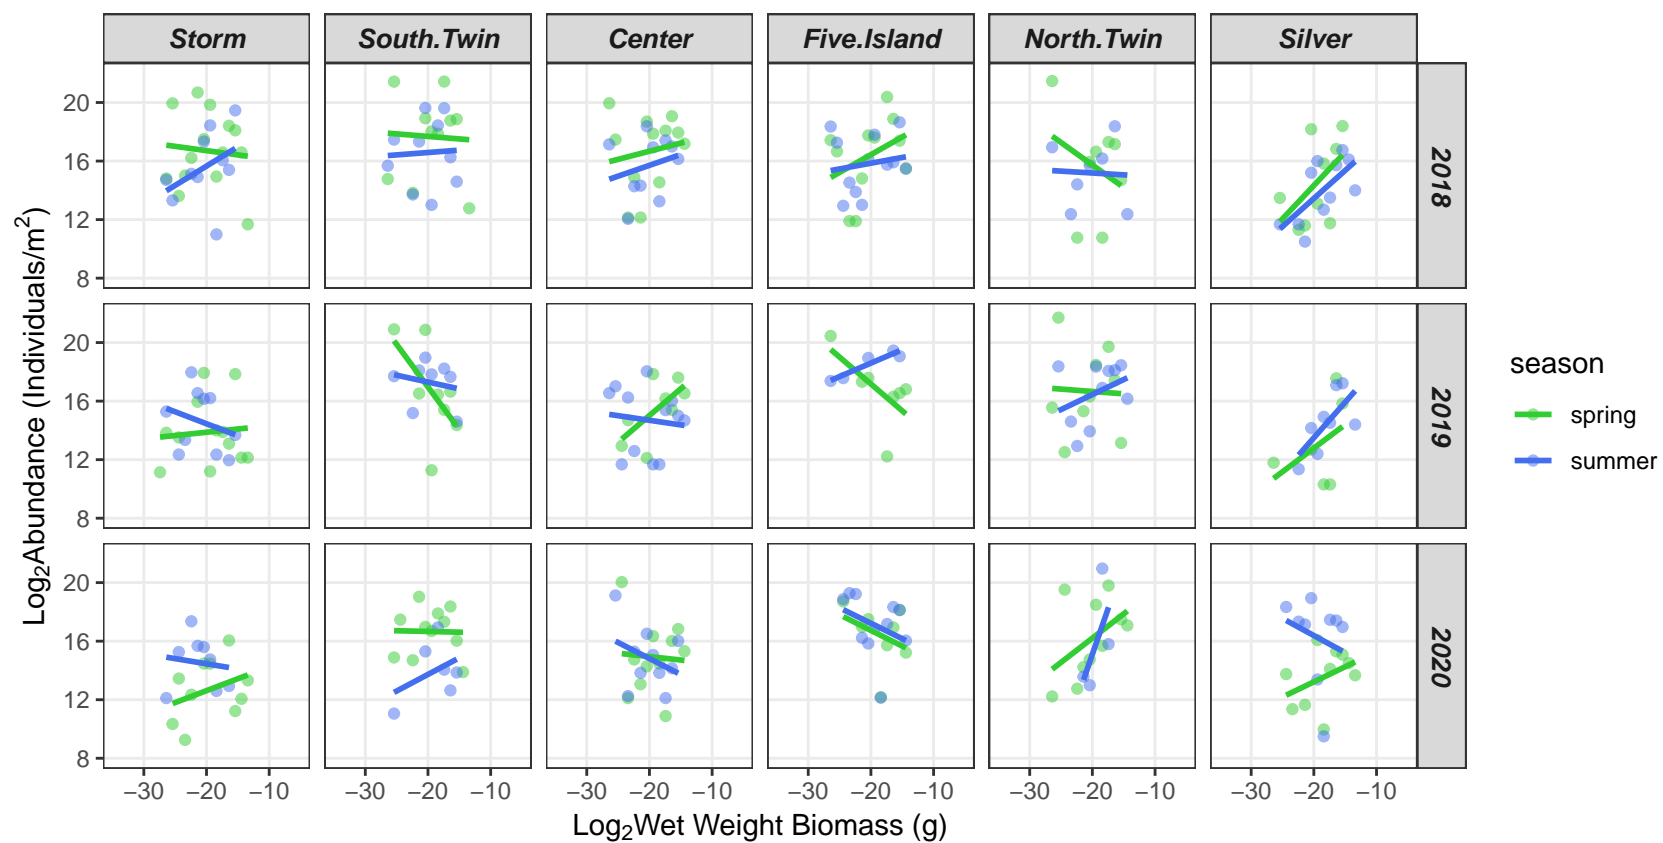 Storm South.Twin Center Five.Island North.Twin Silver
20
16
12
8
2018
20
16
12
8
2019
20
16
12
8
2020
−30 −20 −10 −30 −20 −10 −30 −20 −10 −30 −20 −10 −30 −20 −10 −30 −20 −10
Log₂Wet Weight Biomass (g)
Log₂Abundance (Individuals/m²)
season
spring
summer